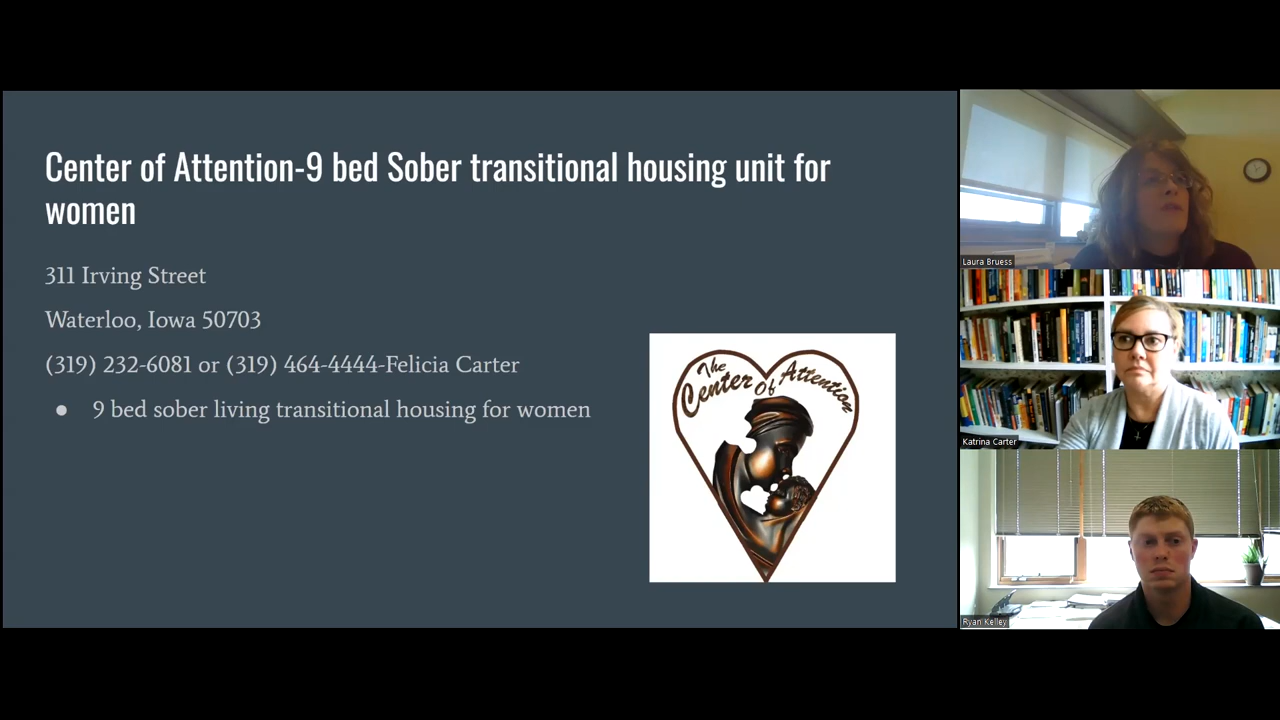 Center of Attention-9 bed Sober transitional housing unit for
women
311 Irving Street
Waterloo, Iowa 50703
(319) 232-6081 or (319) 464-4444-Felicia Carter
● 9 bed sober living transitional housing for women
The
Center Of Attention
Laura Bruess
Katrina Carter
Ryan Kelley